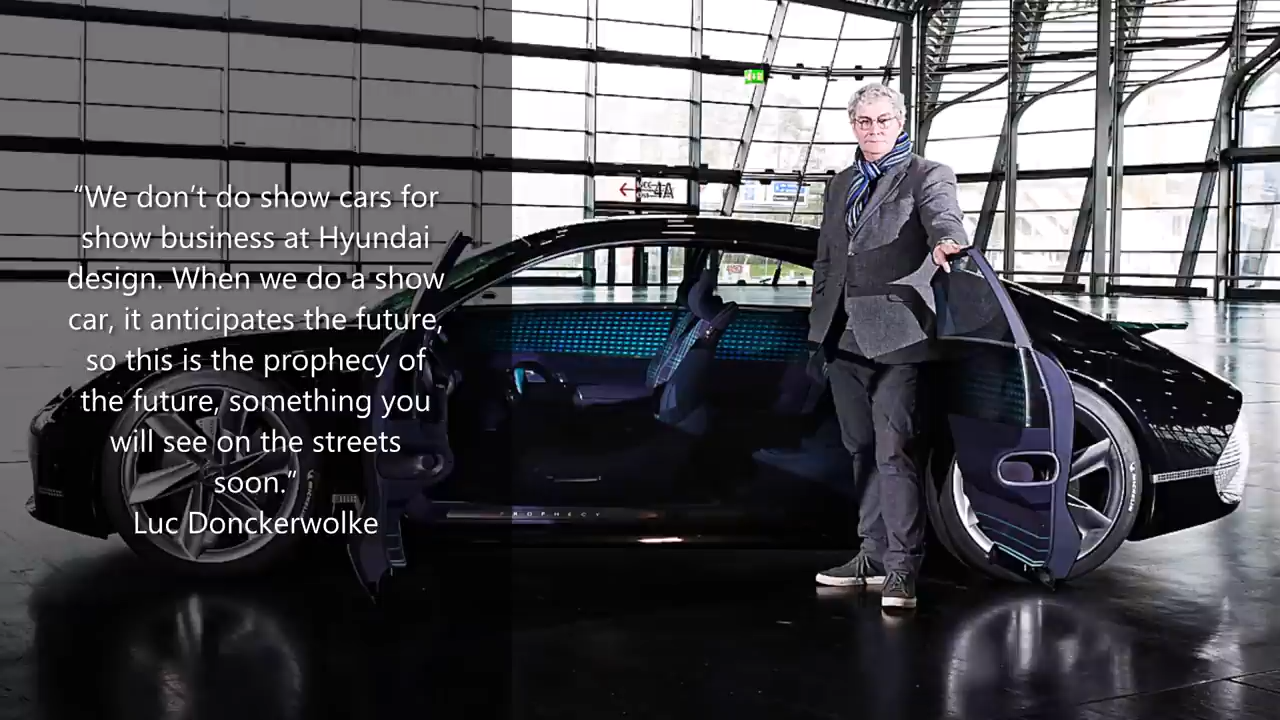 “We don’t do show cars for
show business at Hyundai
design. When we do a show
car, it anticipates the future,
so this is the prophecy of
the future, something you
will see on the streets
soon.”
Luc Donckerwolke
4A
PROPHECY